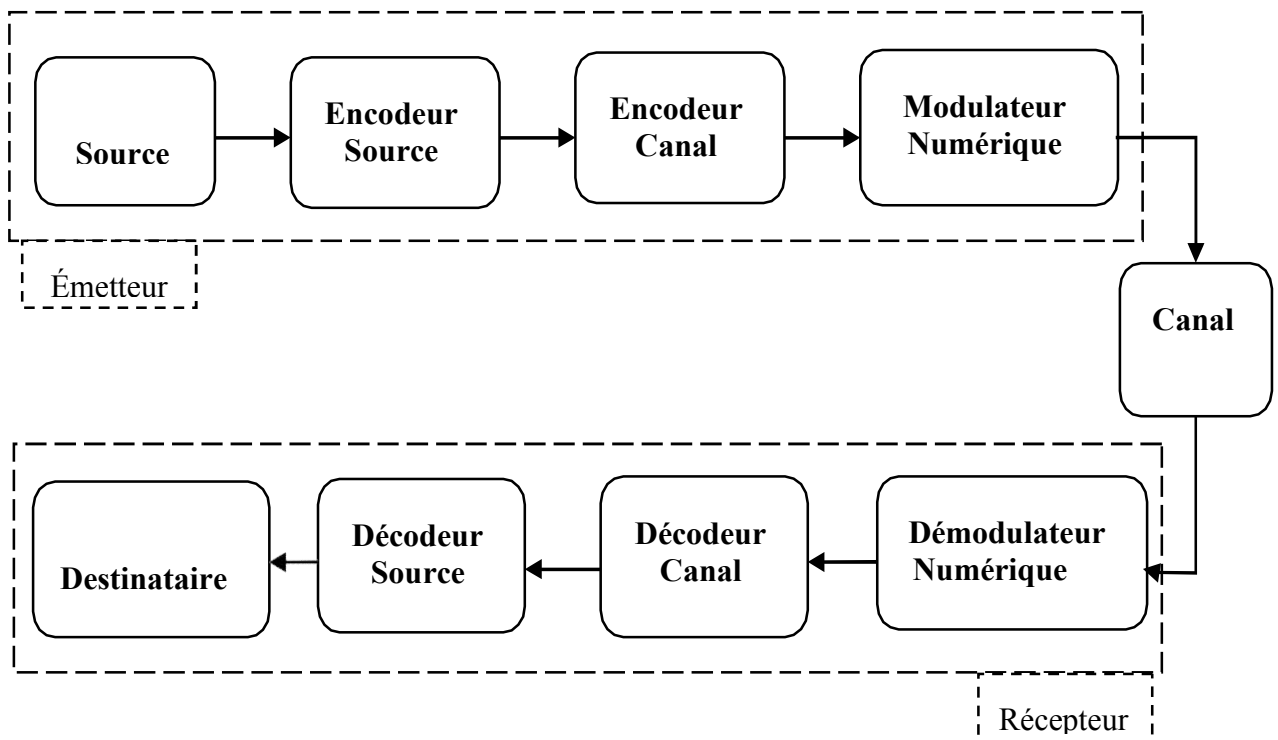 Source
Encodeur
Source
Encodeur
Canal
Modulateur
Numérique
Émetteur
Canal
Destinataire
Décodeur
Source
Décodeur
Canal
Démodulateur
Numérique
Récepteur